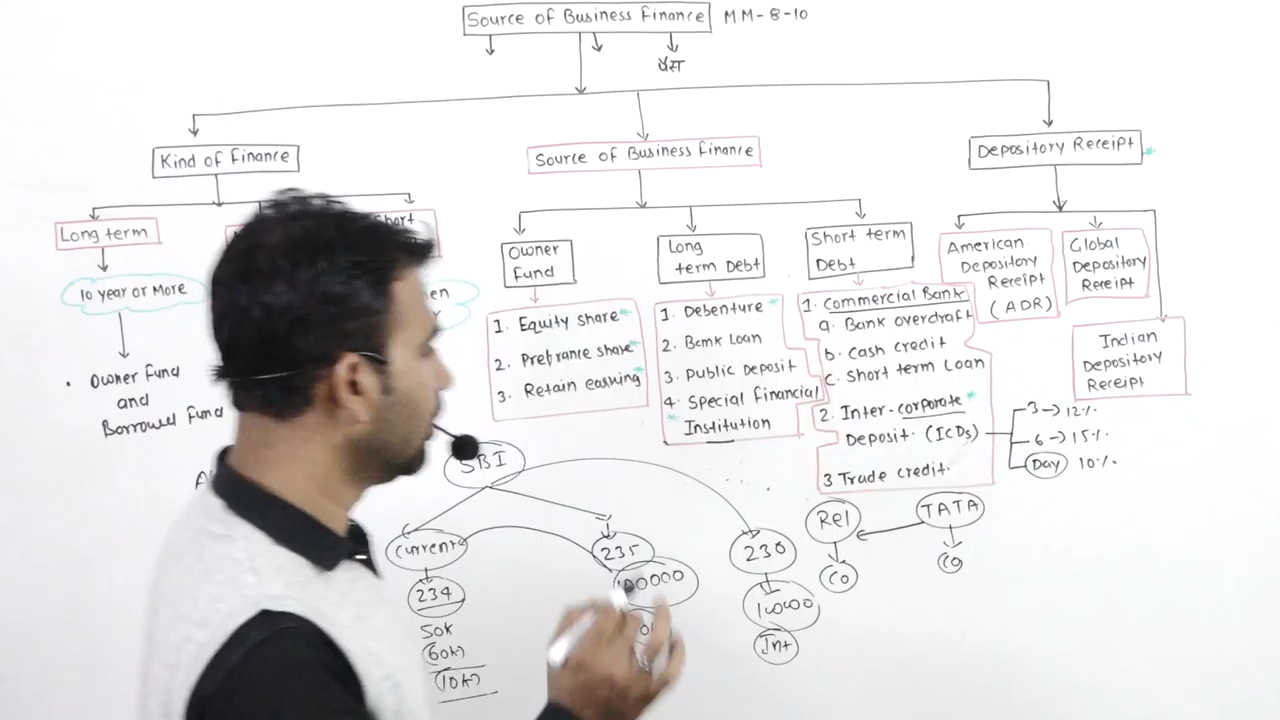 Source of Business Finance
MM-8-10
पैसा
Kind of Finance
Source of Business Finance
Depository Receipt *
Long term
Short
10 year or More
Owner Fund
and
Borrowed Fund
Owner
Fund
1. Equity share *
2. Prefrance share *
3. Retain earning *
Long
term Debt
1. Debenture *
2. Bank Loan
3. Public Deposit
4. Special Financial
* Institution
Short term
Debt
1. commercial Bank
a. Bank overdraft
b. cash credit
c. Short term Loan
2. Inter-corporate *
Deposit. (ICDs)
3 Trade credit.
3 → 12%
6 → 15%
Day 10%
American
Depository
Receipt
(ADR)
Global
Depository
Receipt
Indian
Depository
Receipt
SBI
Current
234
50k
60k
10k
235
100000
230
10000
Int
Rel
Co
TATA
Co